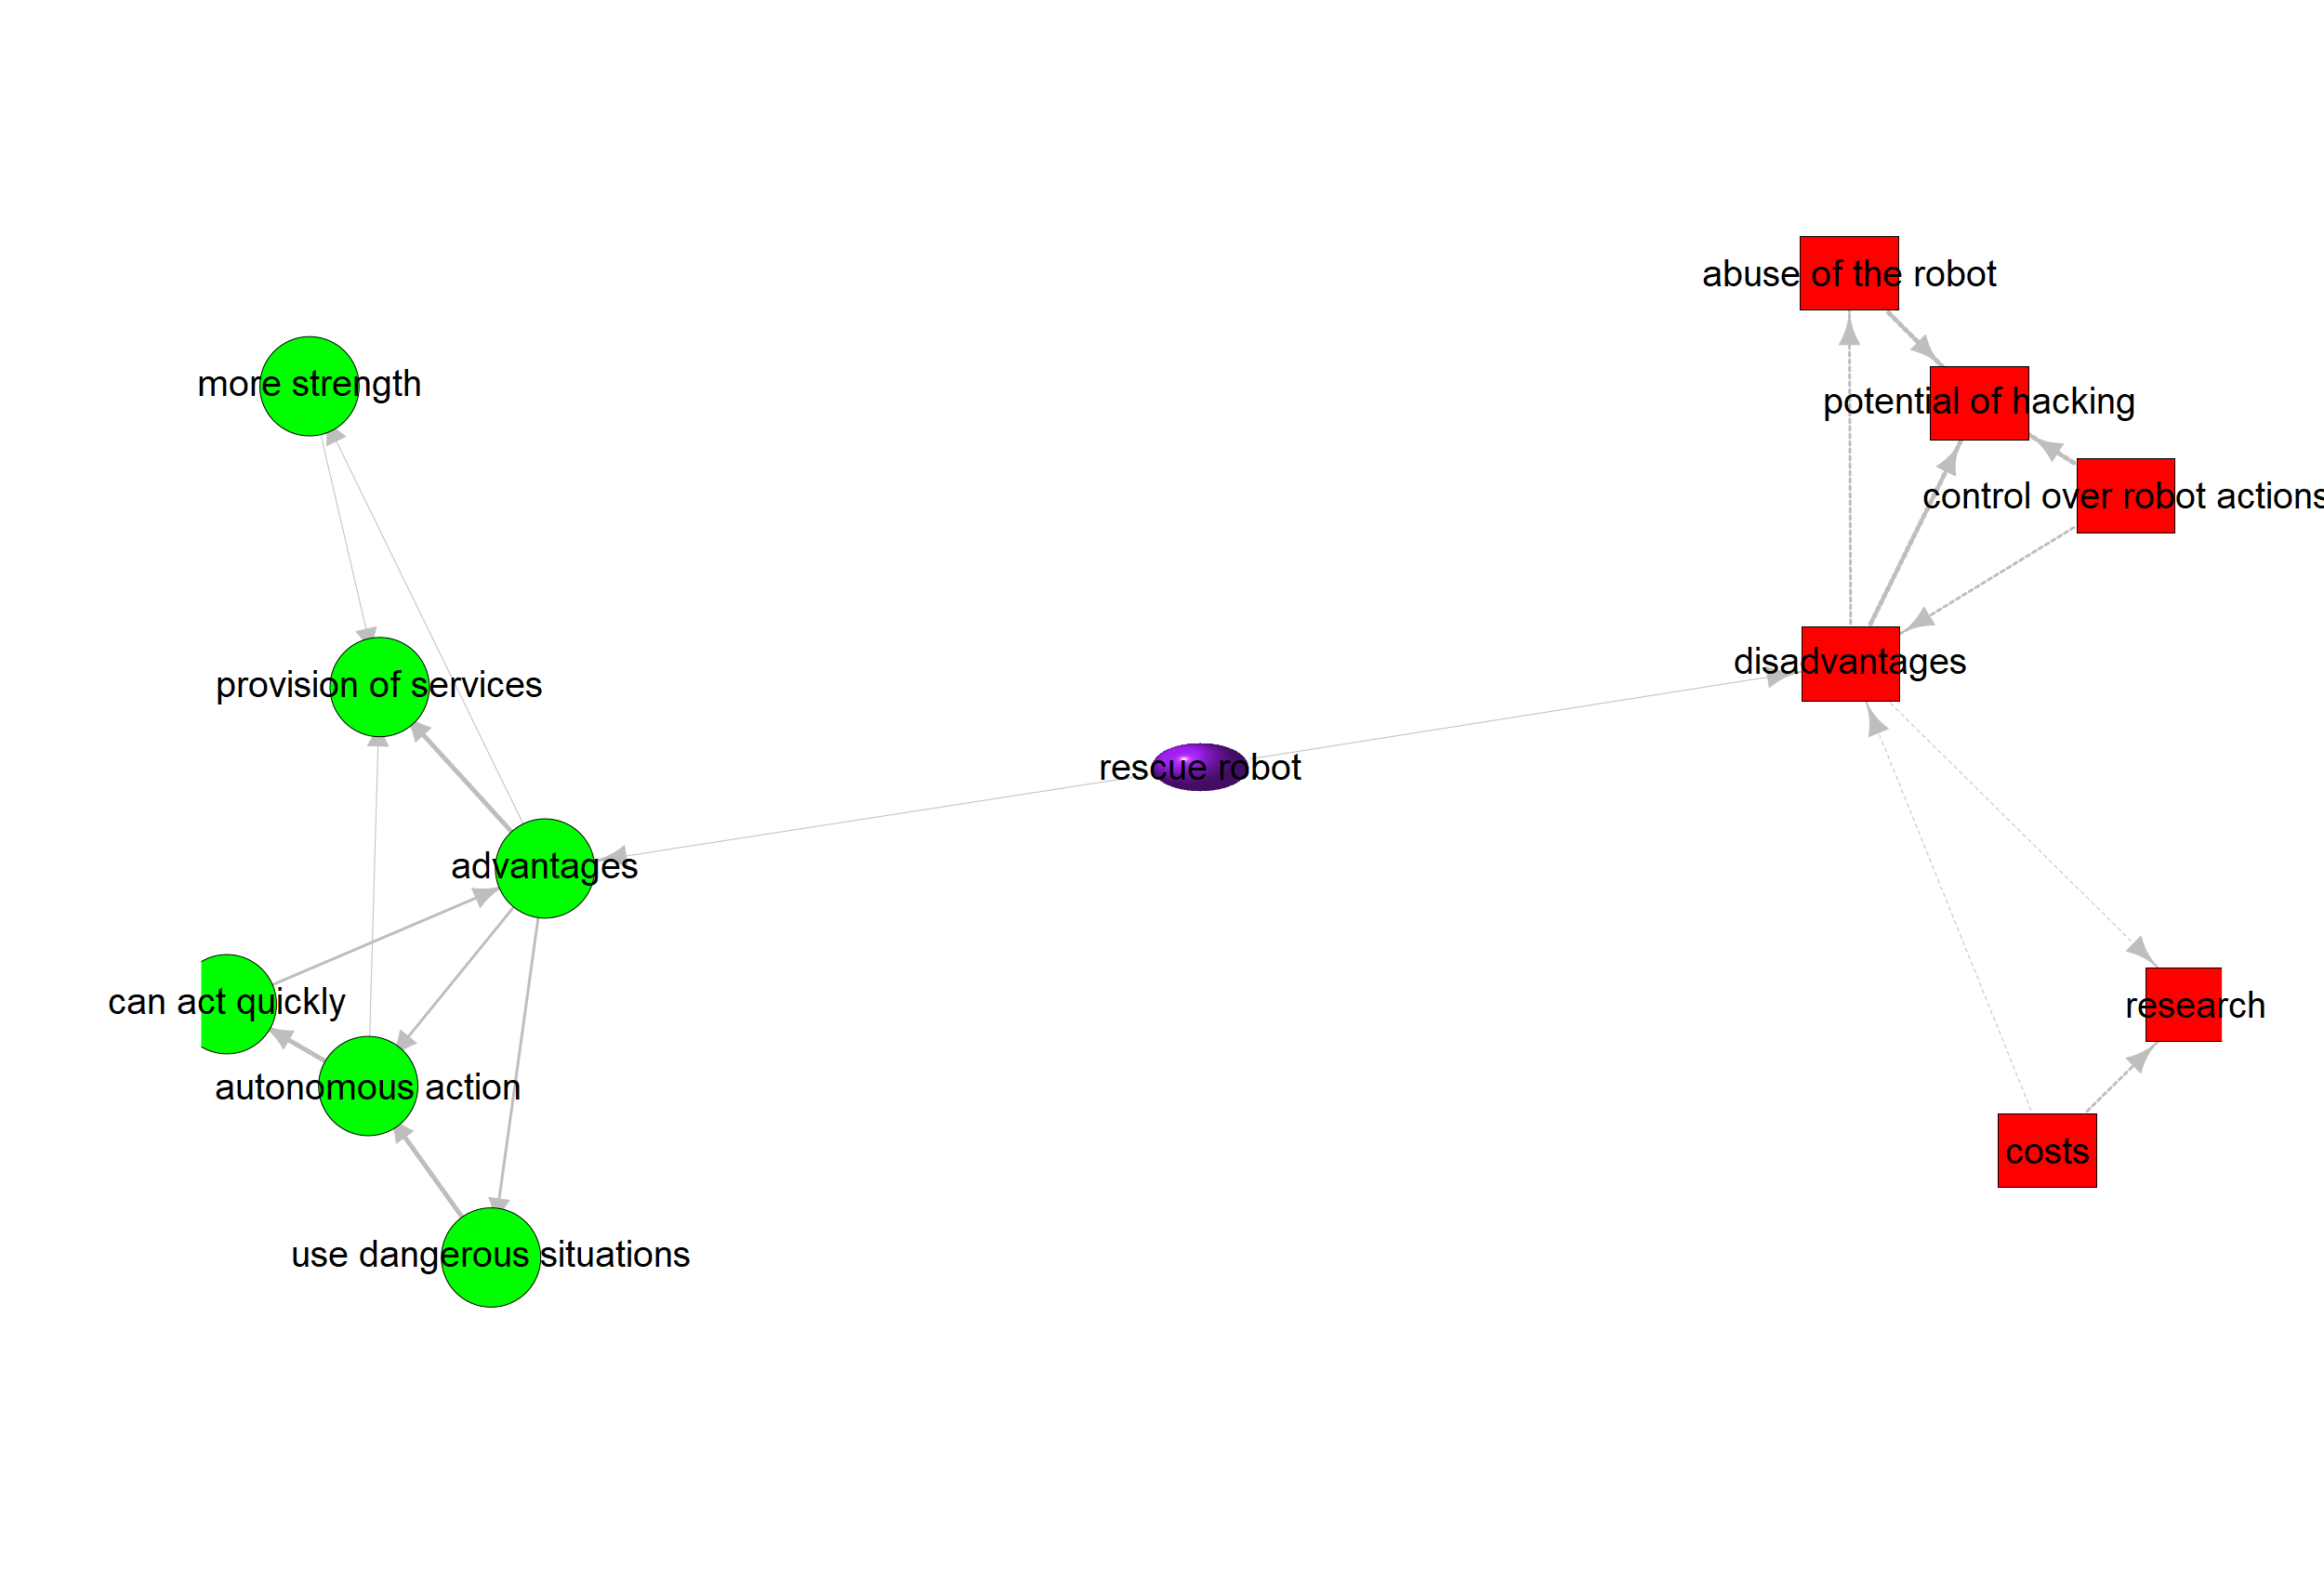 abuse of the robot
more strength
potential of hacking
control over robot actions
disadvantages
provision of services
rescue robot
advantages
can act quickly
research
autonomous action
costs
use dangerous situations